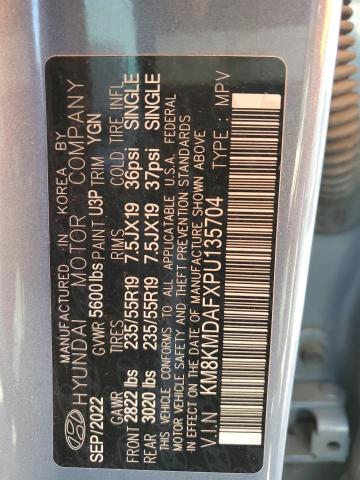 HYUNDAI MADE IN KOREA BY
MOTOR COMPANY
SEP/2022 GVWR 5600lbs PAINT U3P TRIM YGN
GAWR TIRES RIMS COLD TIRE INFL
FRONT 2822 lbs 235/55R19 7.5JX19 36psi SINGLE
REAR 3020 lbs 235/55R19 7.5JX19 37psi SINGLE
THIS VEHICLE CONFORMS TO ALL APPLICABLE U.S.A. FEDERAL
MOTOR VEHICLE SAFETY AND THEFT PREVENTION STANDARDS
IN EFFECT ON THE DATE OF MANUFACTURE SHOWN ABOVE
V.I.N : KM8KMDAFXPU135704 TYPE : MPV